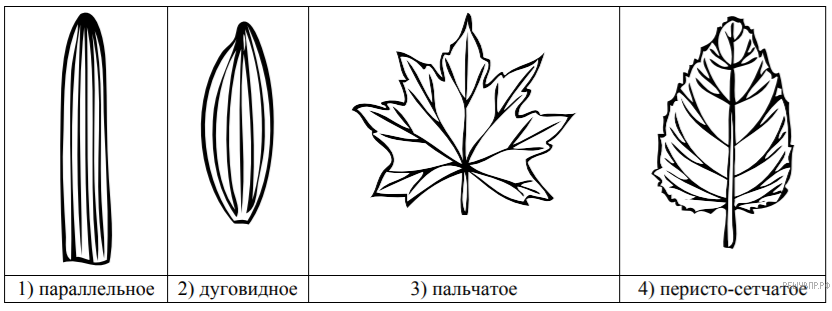 1) параллельное
2) дуговидное
3) пальчатое
4) перисто-сетчатое